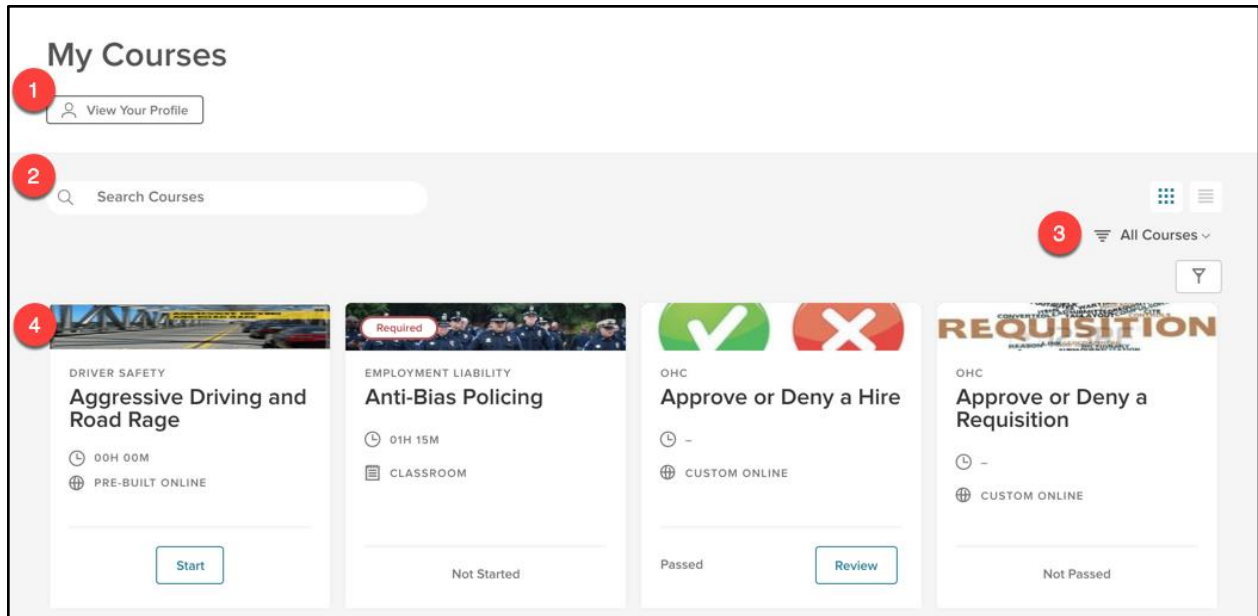 My Courses
1
View Your Profile
2
Search Courses
3
All Courses
4
Required
REQUISITION
DRIVER SAFETY
Aggressive Driving and
Road Rage
00H 00M
PRE-BUILT ONLINE
Start
EMPLOYMENT LIABILITY
Anti-Bias Policing
01H 15M
CLASSROOM
Not Started
OHC
Approve or Deny a Hire
–
CUSTOM ONLINE
Passed
Review
OHC
Approve or Deny a
Requisition
–
CUSTOM ONLINE
Not Passed